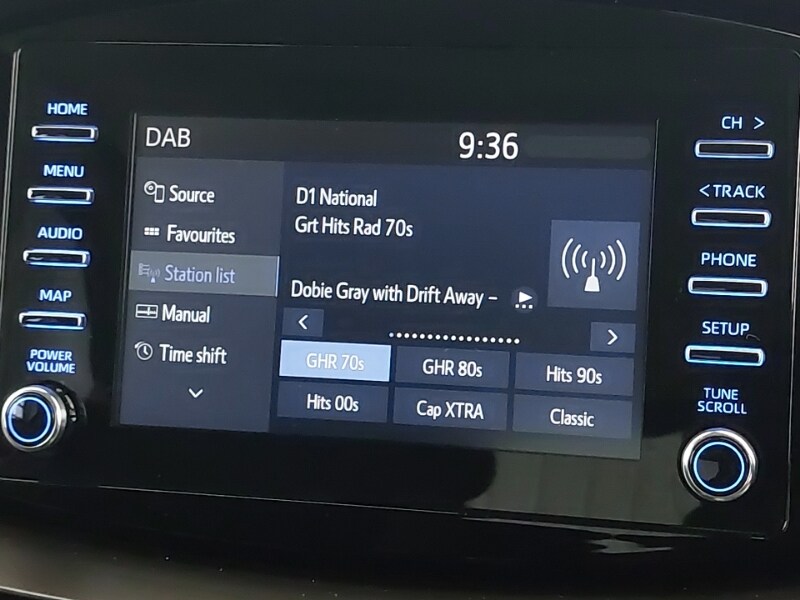 HOME
MENU
AUDIO
MAP
POWER
VOLUME
DAB
9:36
Source
Favourites
Station list
Manual
Time shift
D1 National
Grt Hits Rad 70s
Dobie Gray with Drift Away –
GHR 70s
GHR 80s
Hits 90s
Hits 00s
Cap XTRA
Classic
CH >
< TRACK
PHONE
SETUP
TUNE
SCROLL